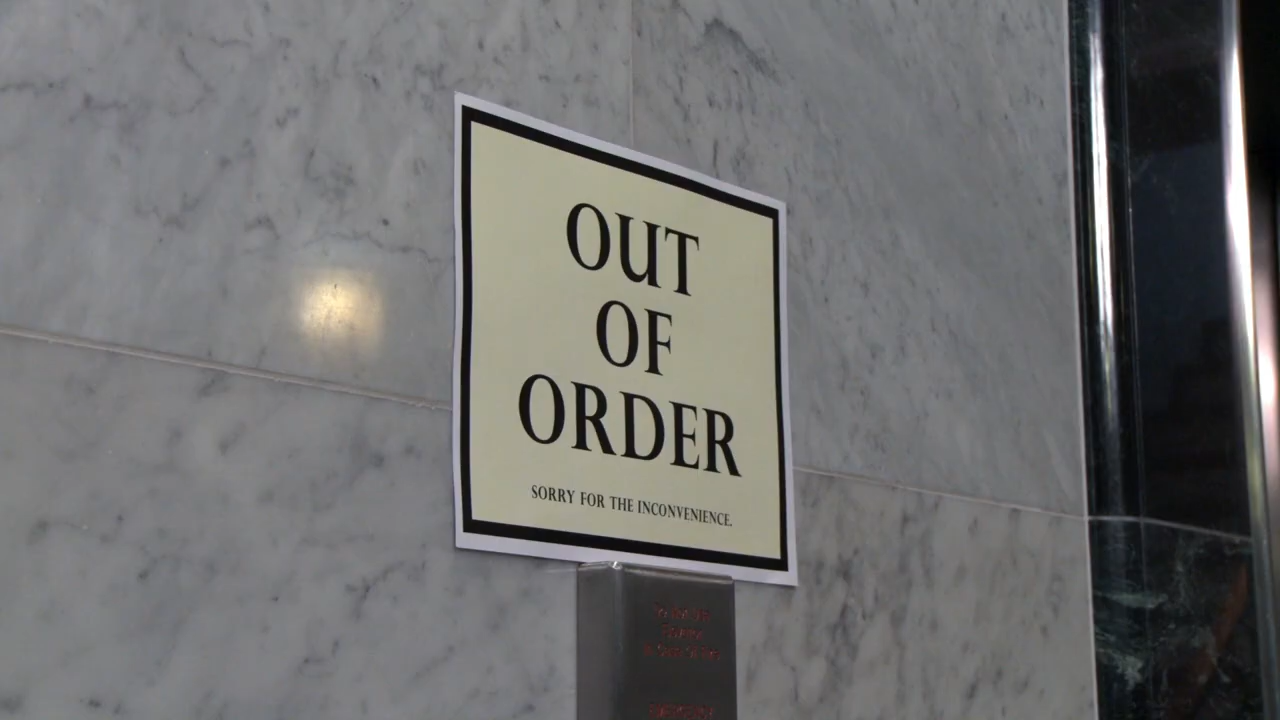 OUT
OF
ORDER
SORRY FOR THE INCONVENIENCE.